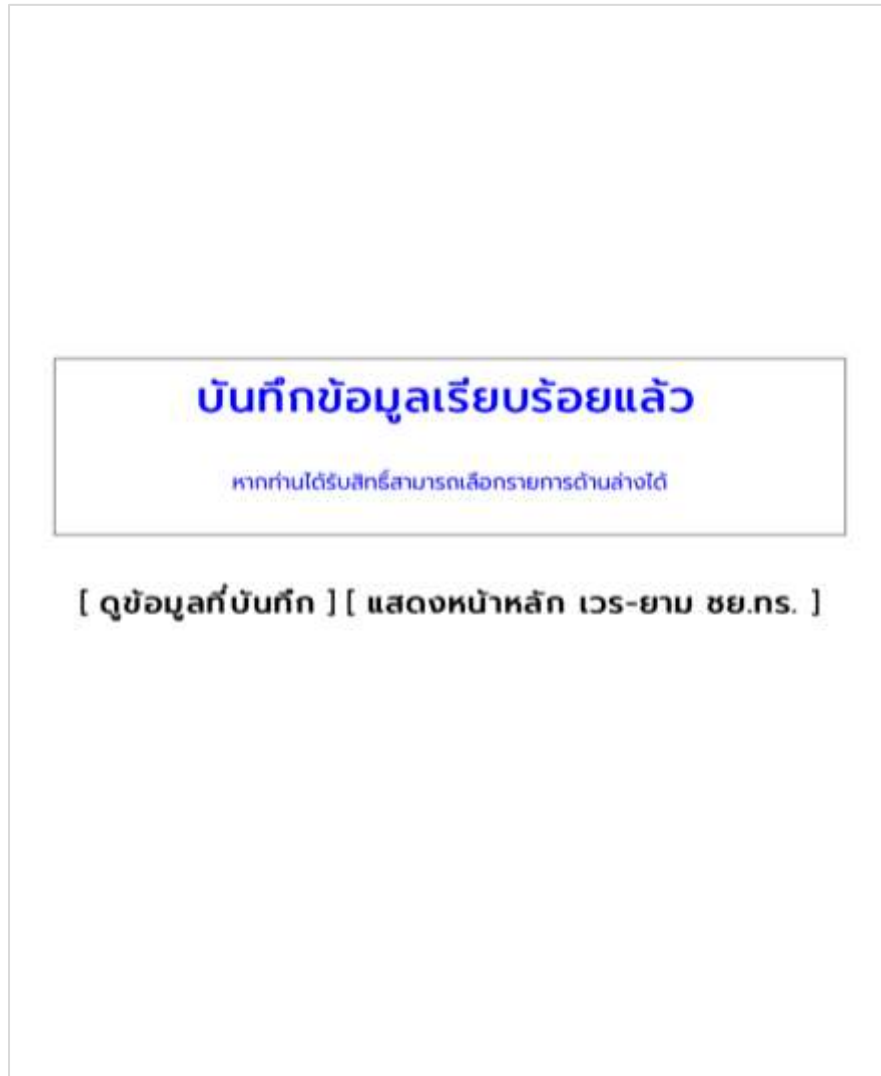 บันทึกข้อมูลเรียบร้อยแล้ว
หากท่านได้รับสิทธิ์สามารถเลือกรายการด้านล่างได้
[ ดูข้อมูลที่บันทึก ] [ แสดงหน้าหลัก เวร-ยาม ชย.ทร. ]